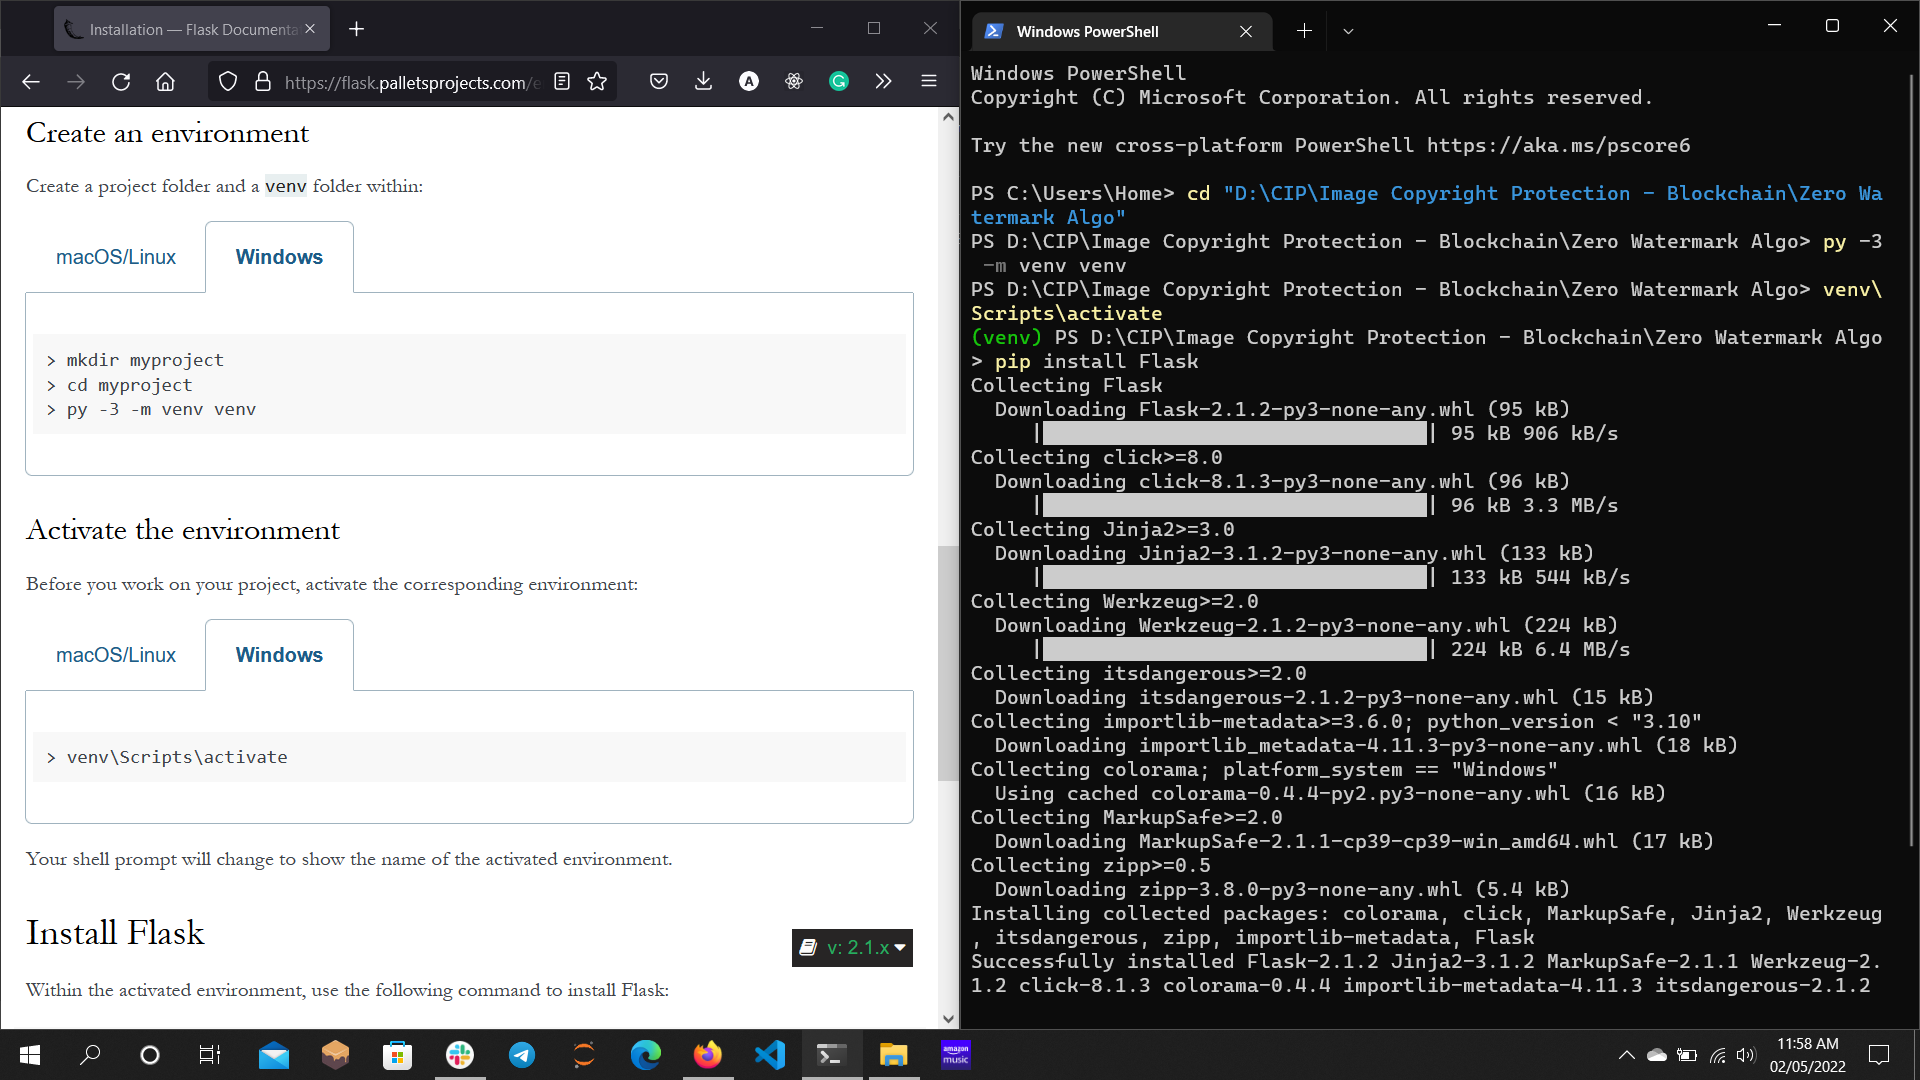 Installation — Flask Documenta
https://flask.palletsprojects.com/e
Create an environment
Create a project folder and a venv folder within:
macOS/Linux
Windows
> mkdir myproject
> cd myproject
> py -3 -m venv venv
Activate the environment
Before you work on your project, activate the corresponding environment:
macOS/Linux
Windows
> venv\Scripts\activate
Your shell prompt will change to show the name of the activated environment.
Install Flask
v: 2.1.x
Within the activated environment, use the following command to install Flask:
Windows PowerShell
Windows PowerShell
Copyright (C) Microsoft Corporation. All rights reserved.
Try the new cross-platform PowerShell https://aka.ms/pscore6
PS C:\Users\Home> cd "D:\CIP\Image Copyright Protection - Blockchain\Zero Wa
termark Algo"
PS D:\CIP\Image Copyright Protection - Blockchain\Zero Watermark Algo> py -3
-m venv venv
PS D:\CIP\Image Copyright Protection - Blockchain\Zero Watermark Algo> venv\
Scripts\activate
(venv) PS D:\CIP\Image Copyright Protection - Blockchain\Zero Watermark Algo
> pip install Flask
Collecting Flask
Downloading Flask-2.1.2-py3-none-any.whl (95 kB)
| | 95 kB 906 kB/s
Collecting click>=8.0
Downloading click-8.1.3-py3-none-any.whl (96 kB)
| | 96 kB 3.3 MB/s
Collecting Jinja2>=3.0
Downloading Jinja2-3.1.2-py3-none-any.whl (133 kB)
| | 133 kB 544 kB/s
Collecting Werkzeug>=2.0
Downloading Werkzeug-2.1.2-py3-none-any.whl (224 kB)
| | 224 kB 6.4 MB/s
Collecting itsdangerous>=2.0
Downloading itsdangerous-2.1.2-py3-none-any.whl (15 kB)
Collecting importlib-metadata>=3.6.0; python_version < "3.10"
Downloading importlib_metadata-4.11.3-py3-none-any.whl (18 kB)
Collecting colorama; platform_system == "Windows"
Using cached colorama-0.4.4-py2.py3-none-any.whl (16 kB)
Collecting MarkupSafe>=2.0
Downloading MarkupSafe-2.1.1-cp39-cp39-win_amd64.whl (17 kB)
Collecting zipp>=0.5
Downloading zipp-3.8.0-py3-none-any.whl (5.4 kB)
Installing collected packages: colorama, click, MarkupSafe, Jinja2, Werkzeug
, itsdangerous, zipp, importlib-metadata, Flask
Successfully installed Flask-2.1.2 Jinja2-3.1.2 MarkupSafe-2.1.1 Werkzeug-2.
1.2 click-8.1.3 colorama-0.4.4 importlib-metadata-4.11.3 itsdangerous-2.1.2
amazon
music
11:58 AM
02/05/2022